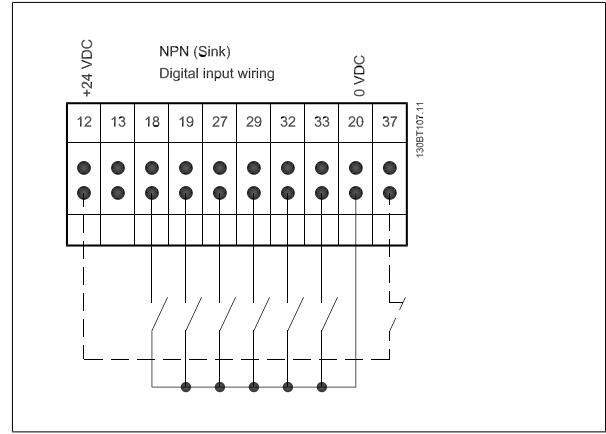 +24 VDC
NPN (Sink)
Digital input wiring
0 VDC
12 13 18 19 27 29 32 33 20 37
130BT107.11